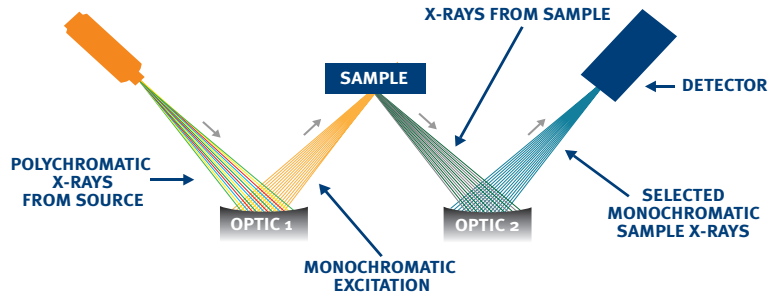 X-RAYS FROM SAMPLE
SAMPLE
DETECTOR
POLYCHROMATIC
X-RAYS
FROM SOURCE
OPTIC 1
OPTIC 2
SELECTED
MONOCHROMATIC
SAMPLE X-RAYS
MONOCHROMATIC
EXCITATION